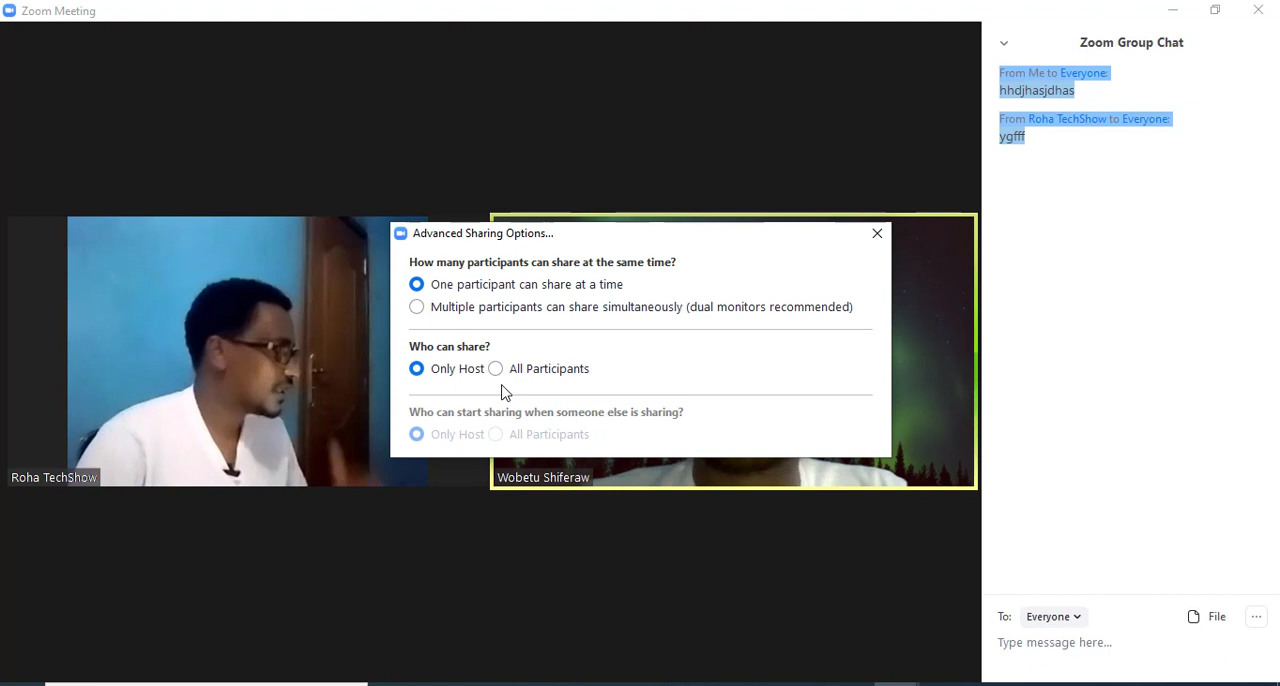 Zoom Meeting
Zoom Group Chat
From Me to Everyone:
hhdjhasjdhas
From Roha TechShow to Everyone:
ygfff
Advanced Sharing Options...
How many participants can share at the same time?
One participant can share at a time
Multiple participants can share simultaneously (dual monitors recommended)
Who can share?
Only Host All Participants
Who can start sharing when someone else is sharing?
Only Host All Participants
Roha TechShow
Wobetu Shiferaw
To: Everyone File ...
Type message here...